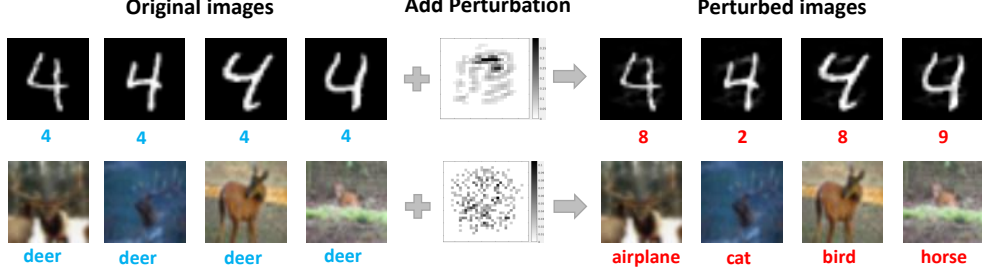 Original images Add Perturbation Perturbed images
4 4 4 4 8 2 8 9
deer deer deer deer airplane cat bird horse